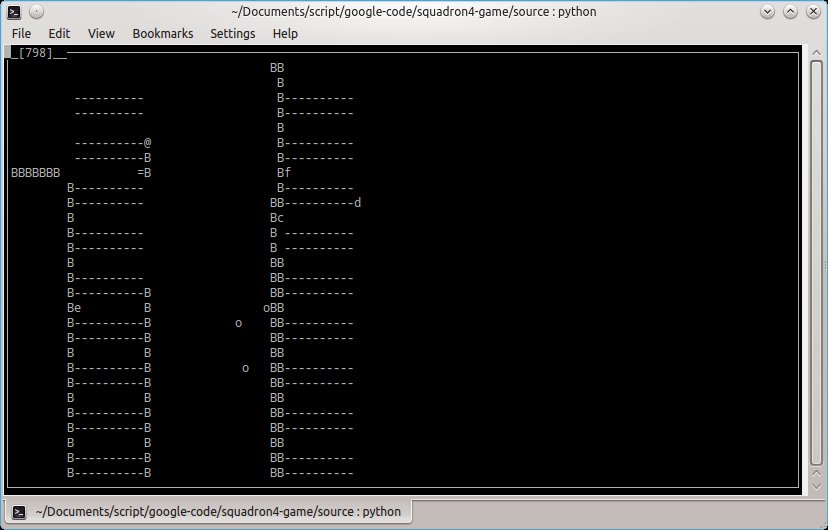 ~/Documents/script/google-code/squadron4-game/source : python
File Edit View Bookmarks Settings Help
_[798]__
                                     BB
                                      B
         ----------                   B----------
         ----------                   B----------
                                      B
         ----------@                  B----------
         ----------B                  B----------
BBBBBBB           =B                  Bf
        B----------                   B----------
        B----------                  BB----------d
        B                            Bc
        B----------                  B ----------
        B----------                  B ----------
        B                            BB
        B----------                  BB----------
        B----------B                 BB----------
        Be         B                oBB
        B----------B            o    BB----------
        B----------B                 BB----------
        B          B                 BB
        B----------B             o   BB----------
        B----------B                 BB----------
        B          B                 BB
        B----------B                 BB----------
        B----------B                 BB----------
        B          B                 BB
        B----------B                 BB----------
        B----------B                 BB----------
~/Documents/script/google-code/squadron4-game/source : python